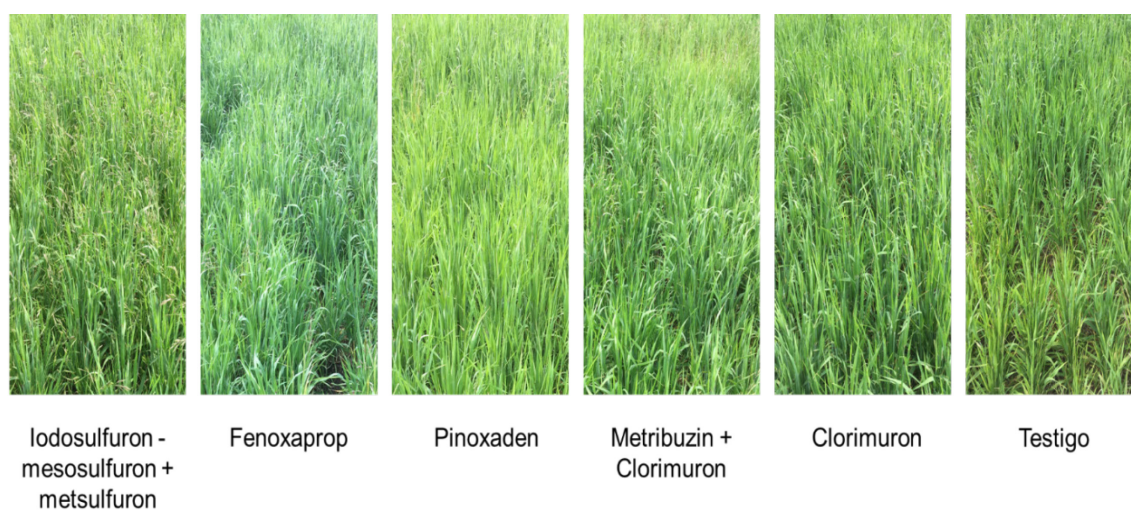 Iodosulfuron -
mesosulfuron +
metsulfuron
Fenoxaprop
Pinoxaden
Metribuzin +
Clorimuron
Clorimuron
Testigo